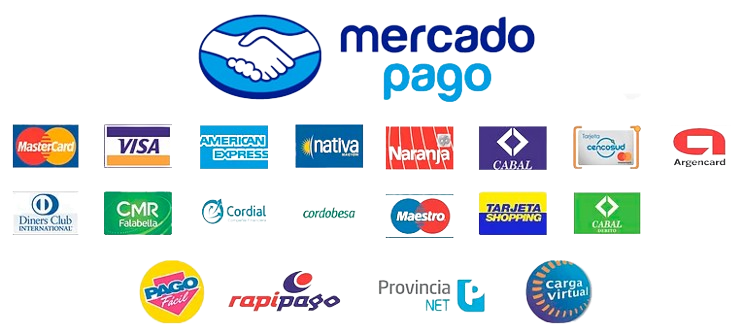 mercado
pago
MasterCard
VISA
AMERICAN
EXPRESS
nativa
Naranja
CABAL
Tarjeta
cencosud
Argencard
Diners Club
INTERNATIONAL
CMR
Falabella
Cordial
cordobesa
Maestro
TARJETA
SHOPPING
CABAL
DEBITO
PAGO
Fácil
rapipago
Provincia
NET
carga
virtual